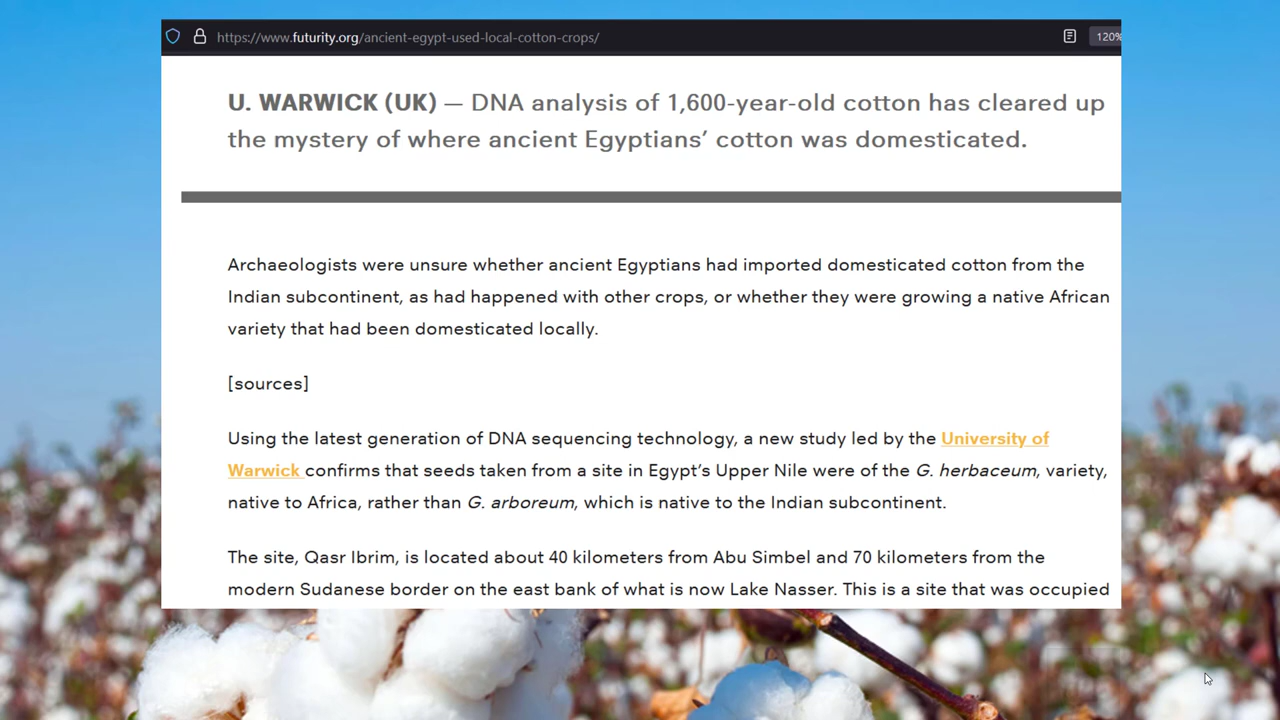 https://www.futurity.org/ancient-egypt-used-local-cotton-crops/
120%
U. WARWICK (UK) — DNA analysis of 1,600-year-old cotton has cleared up
the mystery of where ancient Egyptians’ cotton was domesticated.
Archaeologists were unsure whether ancient Egyptians had imported domesticated cotton from the
Indian subcontinent, as had happened with other crops, or whether they were growing a native African
variety that had been domesticated locally.
[sources]
Using the latest generation of DNA sequencing technology, a new study led by the University of
Warwick confirms that seeds taken from a site in Egypt’s Upper Nile were of the G. herbaceum, variety,
native to Africa, rather than G. arboreum, which is native to the Indian subcontinent.
The site, Qasr Ibrim, is located about 40 kilometers from Abu Simbel and 70 kilometers from the
modern Sudanese border on the east bank of what is now Lake Nasser. This is a site that was occupied